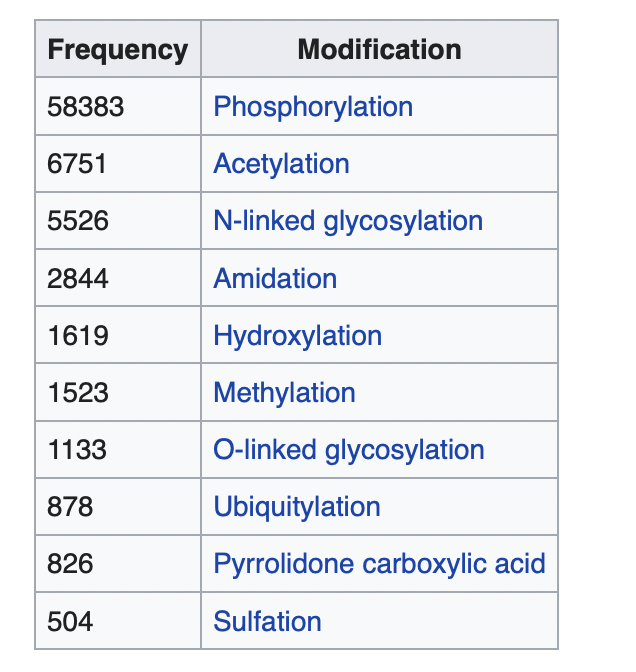 Frequency Modification
58383 Phosphorylation
6751 Acetylation
5526 N-linked glycosylation
2844 Amidation
1619 Hydroxylation
1523 Methylation
1133 O-linked glycosylation
878 Ubiquitylation
826 Pyrrolidone carboxylic acid
504 Sulfation